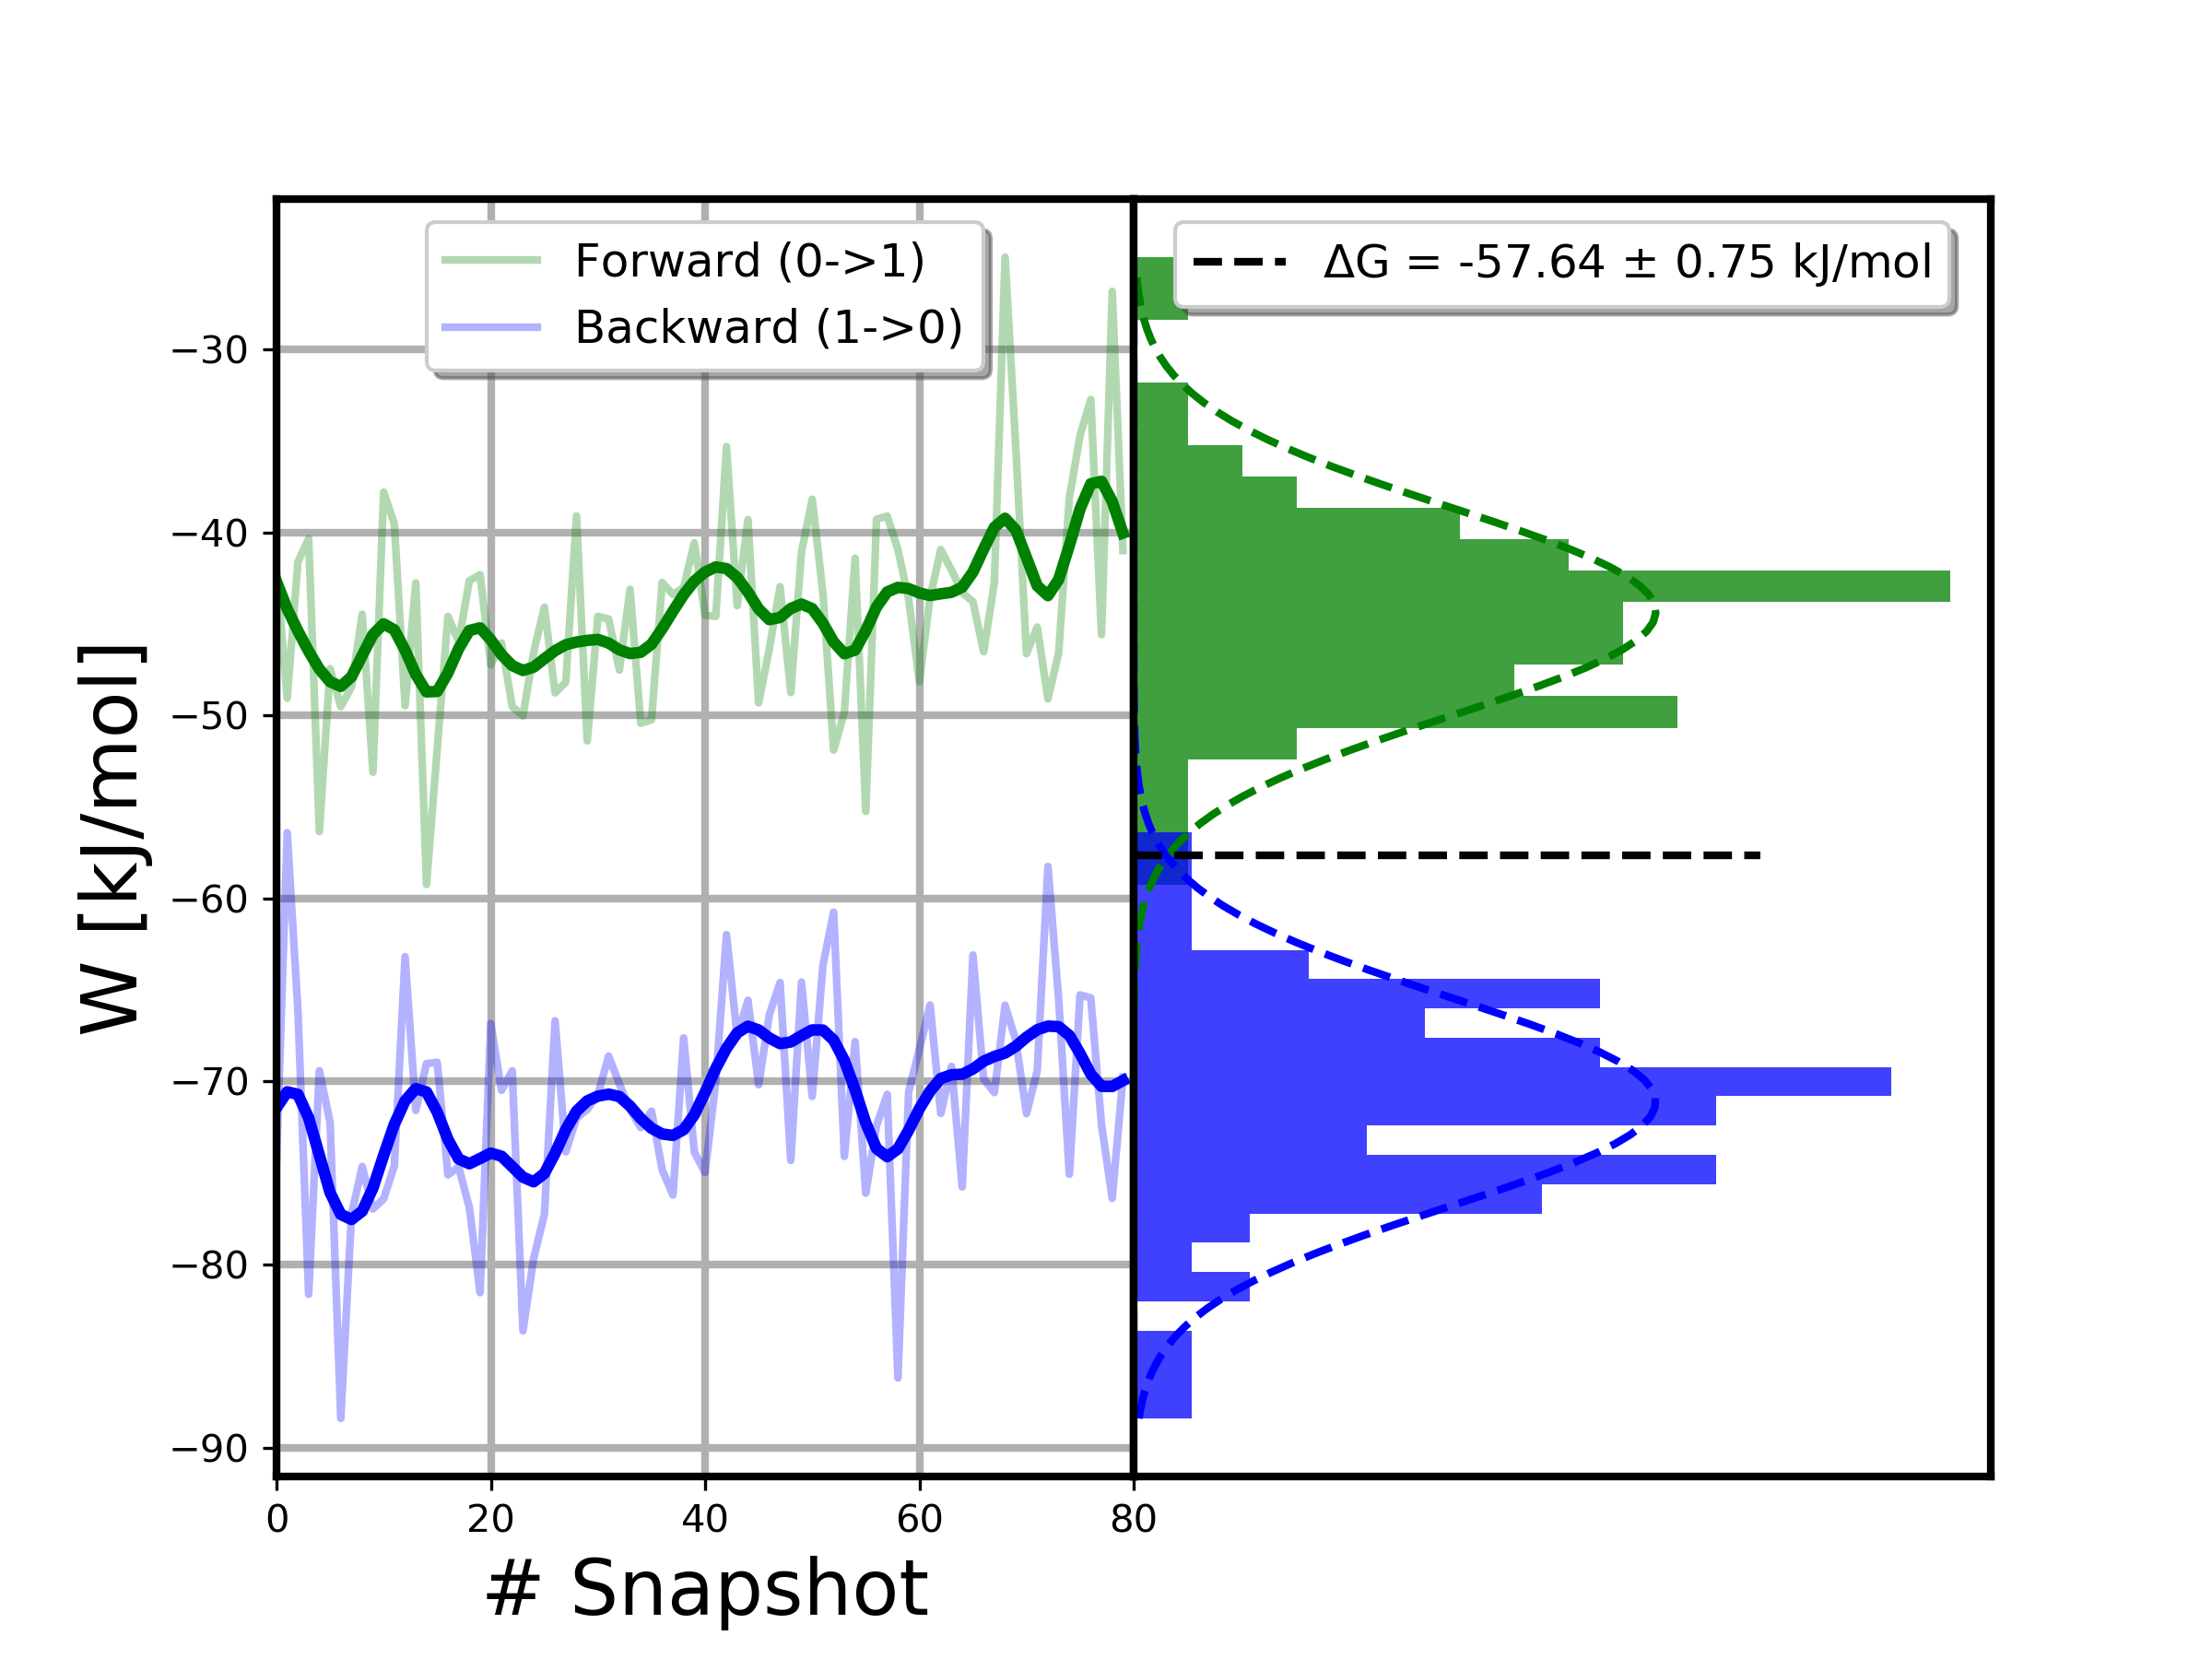 Forward (0->1)
Backward (1->0)
ΔG = -57.64 ± 0.75 kJ/mol
W [kJ/mol]
−30
−40
−50
−60
−70
−80
−90
0 20 40 60 80
# Snapshot